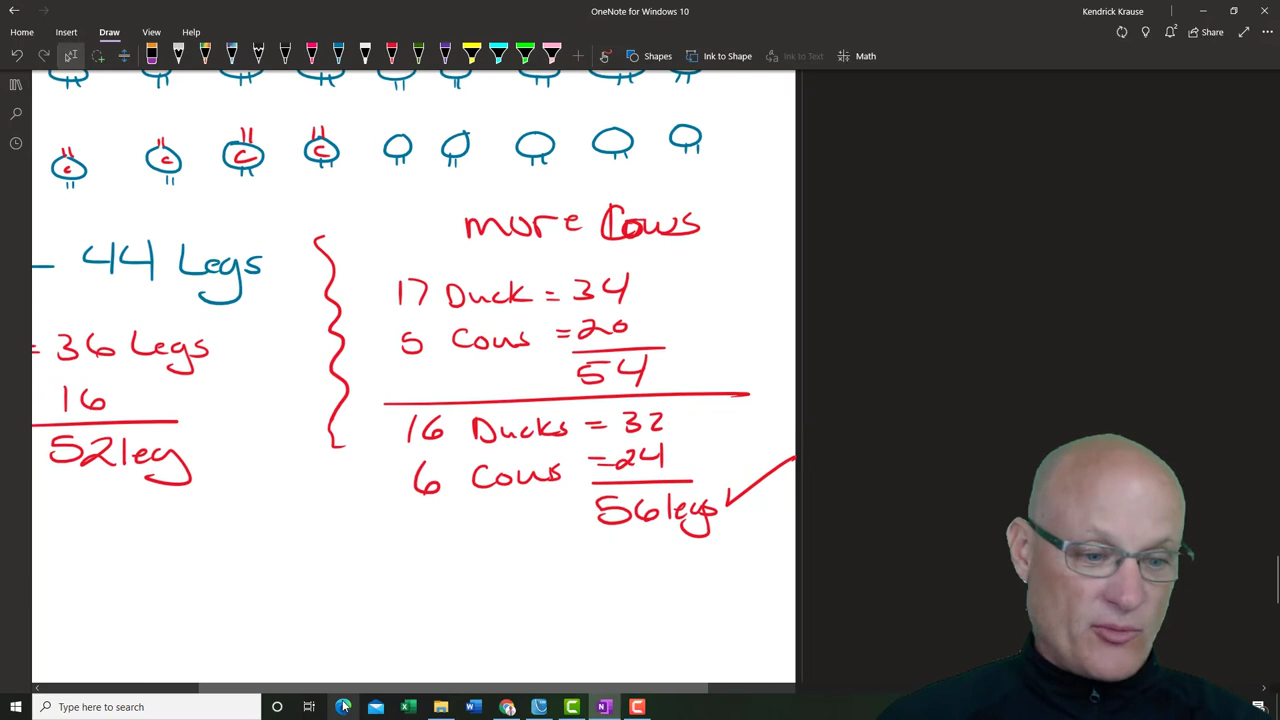 OneNote for Windows 10
Kendrick Krause
Home Insert Draw View Help
Share
Shapes Ink to Shape Ink to Text Math
c c C C
more Cows
44 Legs
17 Duck = 34
= 36 Legs
5 Cows = 20
54
16
52 leg
16 Ducks = 32
6 Cows = 24
56 legs
Type here to search